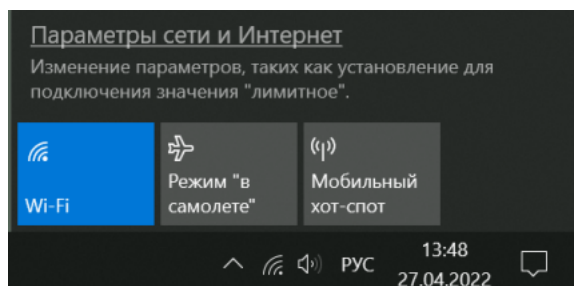 Параметры сети и Интернет
Изменение параметров, таких как установление для
подключения значения "лимитное".
Wi-Fi
Режим "в
самолете"
Мобильный
хот-спот
РУС
13:48
27.04.2022